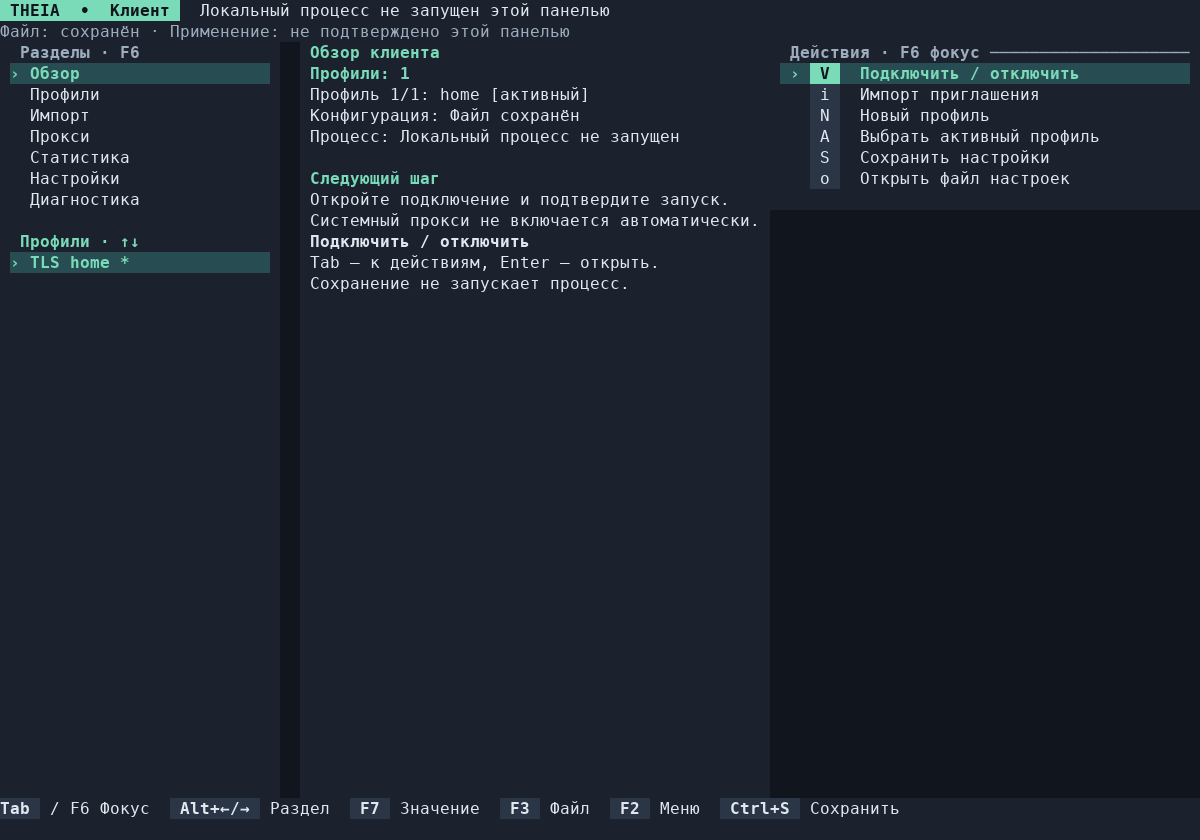 THEIA • Клиент Локальный процесс не запущен этой панелью
Файл: сохранён · Применение: не подтверждено этой панелью
Разделы · F6
› Обзор
Профили
Импорт
Прокси
Статистика
Настройки
Диагностика
Профили · ↑↓
› TLS home *
Обзор клиента
Профили: 1
Профиль 1/1: home [активный]
Конфигурация: Файл сохранён
Процесс: Локальный процесс не запущен
Следующий шаг
Откройте подключение и подтвердите запуск.
Системный прокси не включается автоматически.
Подключить / отключить
Tab — к действиям, Enter — открыть.
Сохранение не запускает процесс.
Действия · F6 фокус
› V Подключить / отключить
i Импорт приглашения
N Новый профиль
A Выбрать активный профиль
S Сохранить настройки
o Открыть файл настроек
Tab / F6 Фокус Alt+←/→ Раздел F7 Значение F3 Файл F2 Меню Ctrl+S Сохранить